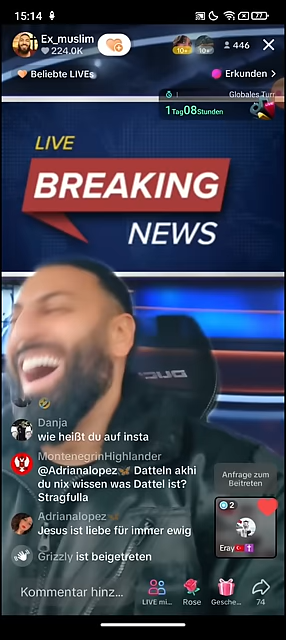 15:14
77
Ex_muslim
224.0K
10+
10+
446
Beliebte LIVEs
Erkunden >
Globales Turr
1Tag08Stunden
LIVE
BREAKING
NEWS
Danja
wie heißt du auf insta
MontenegrinHighlander
@Adrianalopez🦋 Datteln akhi
du nix wissen was Dattel ist?
Stragfulla
Adrianalopez🦋
Jesus ist liebe für immer ewig
Grizzly ist beigetreten
Anfrage zum
Beitreten
2
Eray🇹🇷✝️
Kommentar hinz...
LIVE mi...
Rose
Gesche...
74